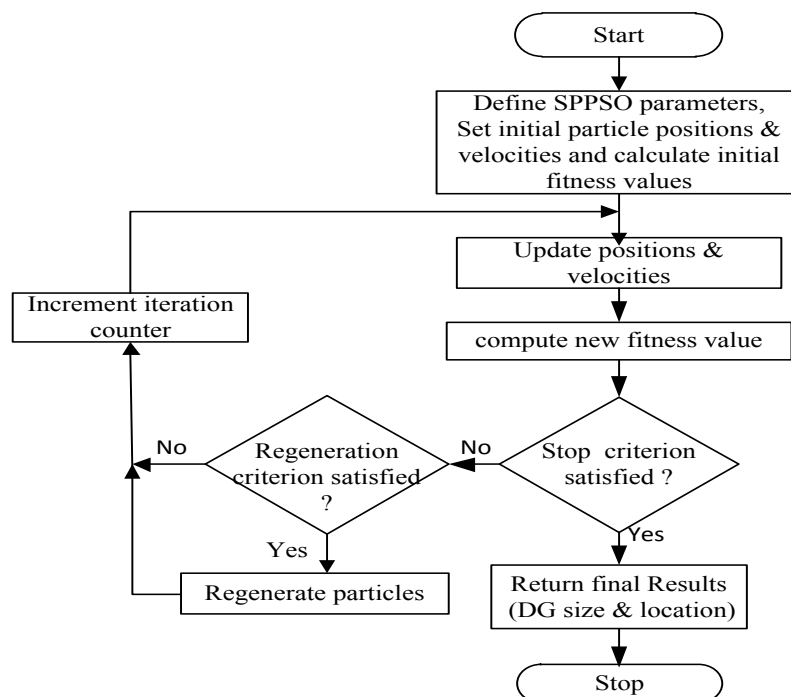 Start
Define SPPSO parameters,
Set initial particle positions &
velocities and calculate initial
fitness values
Update positions &
velocities
Increment iteration
counter
compute new fitness value
No
Regeneration
criterion satisfied
?
No
Stop criterion
satisfied ?
Yes
Yes
Regenerate particles
Return final Results
(DG size & location)
Stop